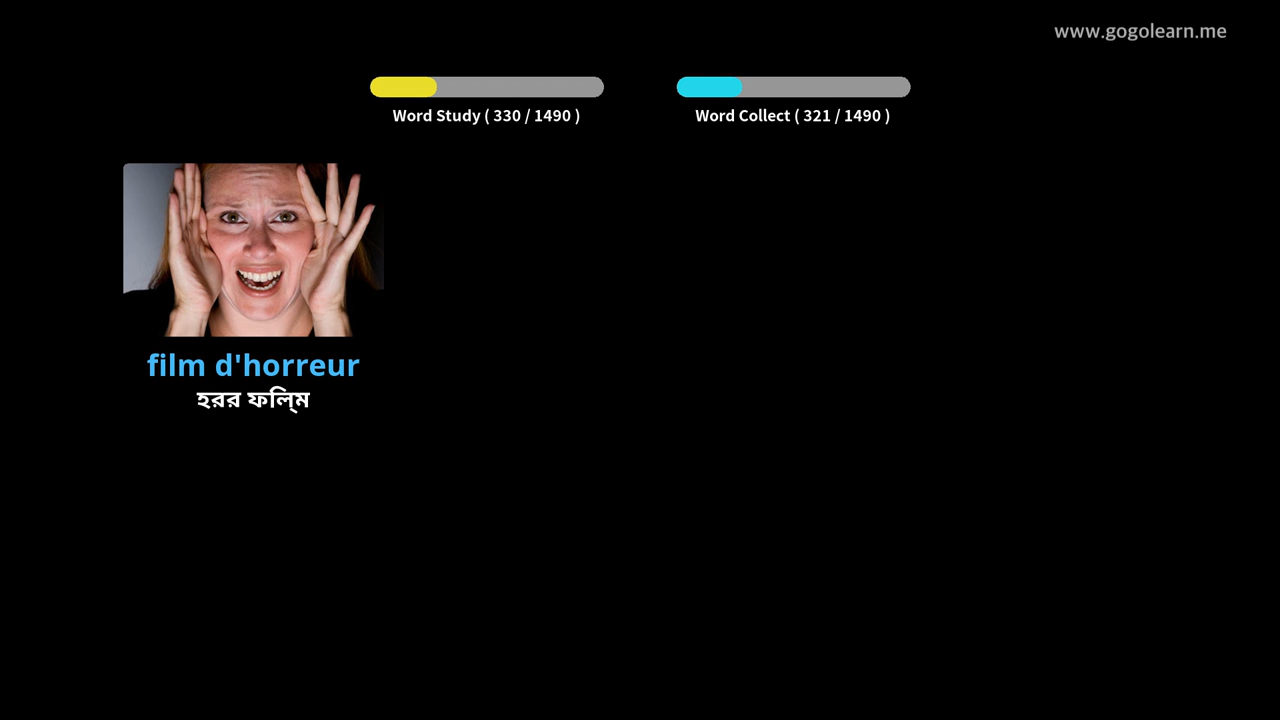 www.gogolearn.me
Word Study ( 330 / 1490 )
Word Collect ( 321 / 1490 )
film d'horreur
হরর ফিল্ম